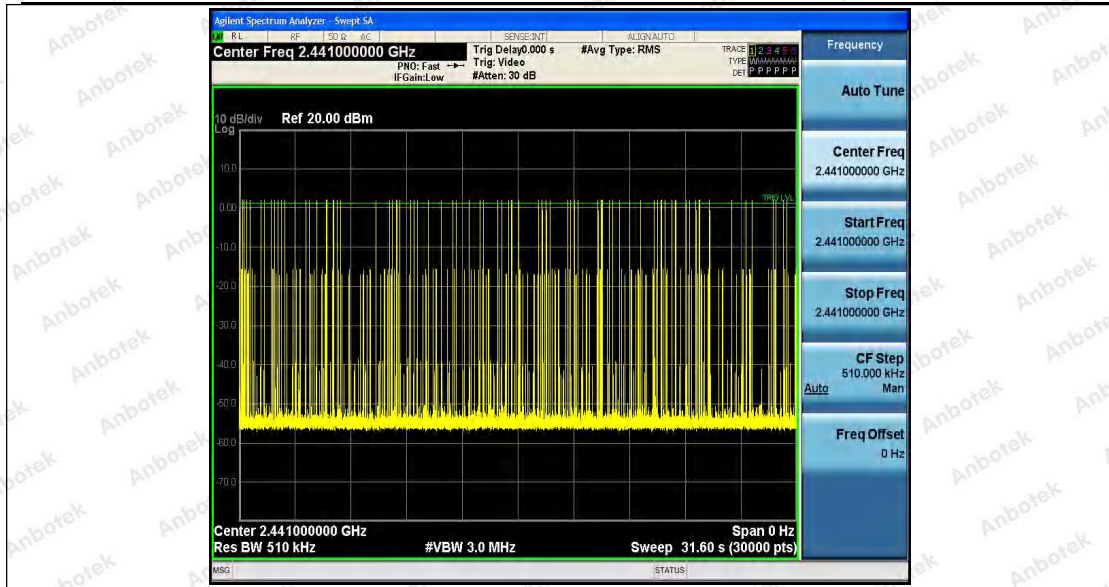 Agilent Spectrum Analyzer - Swept SA
RL RF 50 Ω AC SENSE:INT ALIGN AUTO
Center Freq 2.441000000 GHz
PNO: Fast
IFGain:Low
Trig Delay0.000 s
Trig: Video
#Atten: 30 dB
#Avg Type: RMS
TRACE 1 2 3 4 5 6
TYPE
DET P P P P P P
10 dB/div Ref 20.00 dBm
Log
10.0
0.00
-10.0
-20.0
-30.0
-40.0
-50.0
-60.0
-70.0
TRIG LVL
Center 2.441000000 GHz Span 0 Hz
Res BW 510 kHz #VBW 3.0 MHz Sweep 31.60 s (30000 pts)
MSG STATUS
Frequency
Auto Tune
Center Freq
2.441000000 GHz
Start Freq
2.441000000 GHz
Stop Freq
2.441000000 GHz
CF Step
510.000 kHz
Auto Man
Freq Offset
0 Hz
Anbotek